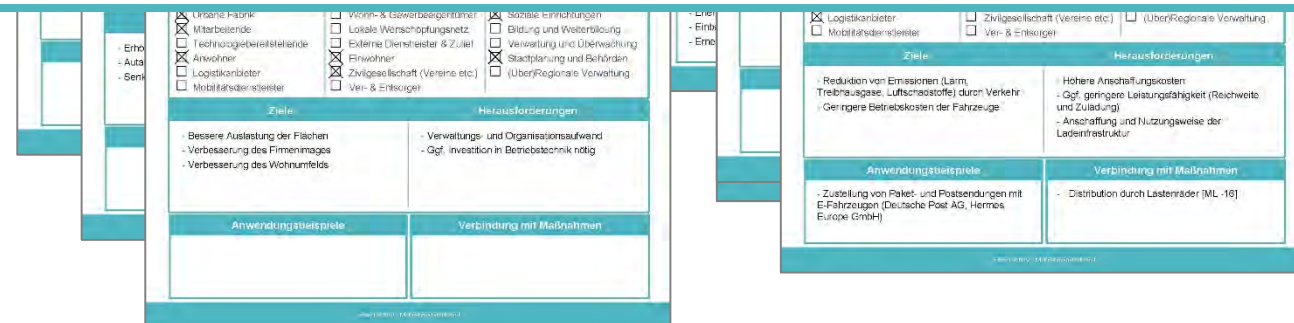 Urbane Fabrik
Wohn- & Gewerbeeigentümer
Soziale Einrichtungen
Mitarbeitende
Lokale Wertschöpfungsnetz.
Bildung und Weiterbildung
Technologiebereitstellende
Externe Dienstleister & Zulief.
Verwaltung und Überwachung
Anwohner
Einwohner
Stadtplanung und Behörden
Logistikanbieter
Zivilgesellschaft (Vereine etc.)
(Über)Regionale Verwaltung
Mobilitätsdienstleister
Ver- & Entsorger
Ziele
Herausforderungen
- Bessere Auslastung der Flächen
- Verbesserung des Firmenimages
- Verbesserung des Wohnumfelds
- Verwaltungs- und Organisationsaufwand
- Ggf. Investition in Betriebstechnik nötig
Anwendungsbeispiele
Verbindung mit Maßnahmen
- Erho
- Auta
- Senk
- Ener
- Einb
- Erne
Logistikanbieter
Zivilgesellschaft (Vereine etc.)
(Über)Regionale Verwaltung
Mobilitätsdienstleister
Ver- & Entsorger
Ziele
Herausforderungen
- Reduktion von Emissionen (Lärm,
Treibhausgase, Luftschadstoffe) durch Verkehr
- Geringere Betriebskosten der Fahrzeuge
- Höhere Anschaffungskosten
- Ggf. geringere Leistungsfähigkeit (Reichweite
und Zuladung)
- Anschaffung und Nutzungsweise der
Ladeinfrastruktur
Anwendungsbeispiele
Verbindung mit Maßnahmen
- Zustellung von Paket- und Postsendungen mit
E-Fahrzeugen (Deutsche Post AG, Hermes
Europe GmbH)
- Distribution durch Lastenräder [ML -16]